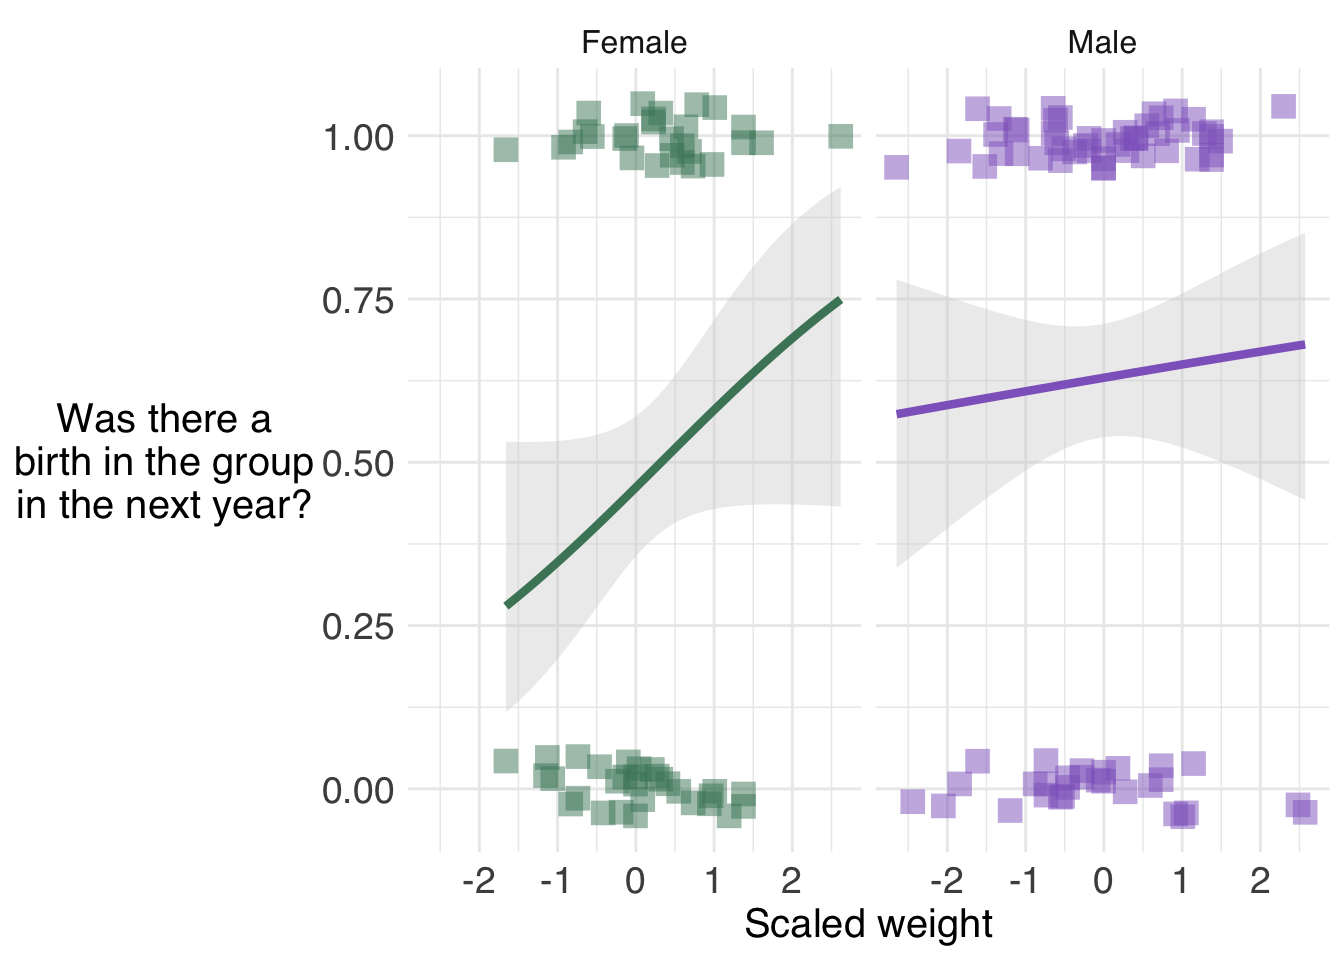 Female
Male
1.00
0.75
Was there a
birth in the group
in the next year?
0.50
0.25
0.00
-2 -1 0 1 2
-2 -1 0 1 2
Scaled weight